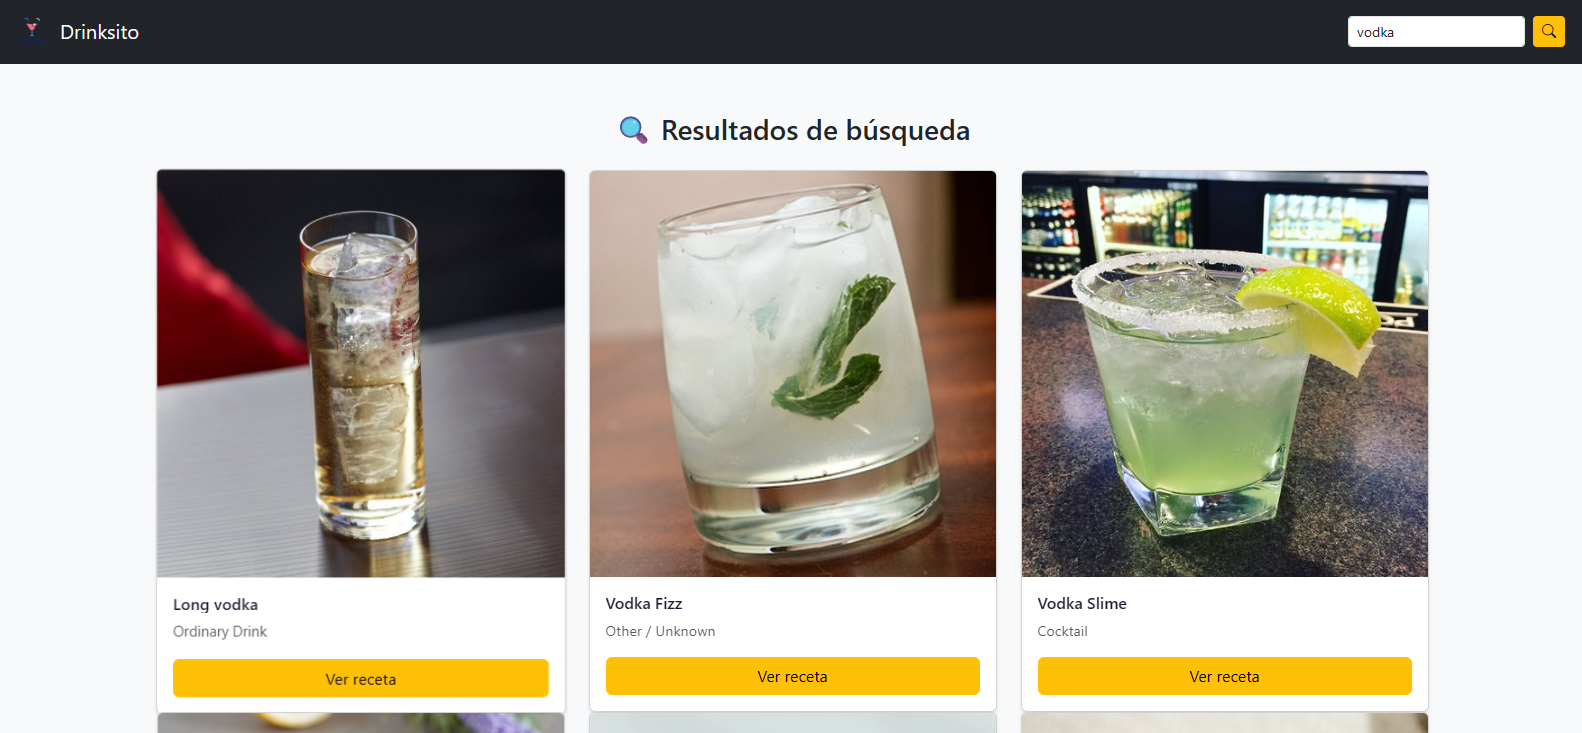 Drinksito
vodka
Resultados de búsqueda
Long vodka
Ordinary Drink
Ver receta
Vodka Fizz
Other / Unknown
Ver receta
Vodka Slime
Cocktail
Ver receta